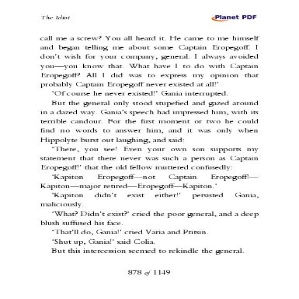 The Idiot
Planet PDF
call me a screw? You all heard it. He came to me himself
and began telling me about some Captain Eropegoff. I
don't wish for your company, general. I always avoided
you—you know that. What have I to do with Captain
Eropegoff? All I did was to express my opinion that
probably Captain Eropegoff never existed at all!'
'Of course he never existed!' Gania interrupted.
But the general only stood stupefied and gazed around
in a dazed way. Gania's speech had impressed him, with its
terrible candour. For the first moment or two he could
find no words to answer him, and it was only when
Hippolyte burst out laughing, and said:
'There, you see! Even your own son supports my
statement that there never was such a person as Captain
Eropegoff!' that the old fellow muttered confusedly:
'Kapiton Eropegoff—not Captain Eropegoff!—
Kapiton—major retired—Eropegoff—Kapiton.'
'Kapiton didn't exist either!' persisted Gania,
maliciously.
'What? Didn't exist?' cried the poor general, and a deep
blush suffused his face.
'That'll do, Gania!' cried Varia and Ptitsin.
'Shut up, Gania!' said Colia.
But this intercession seemed to rekindle the general.
878 of 1149